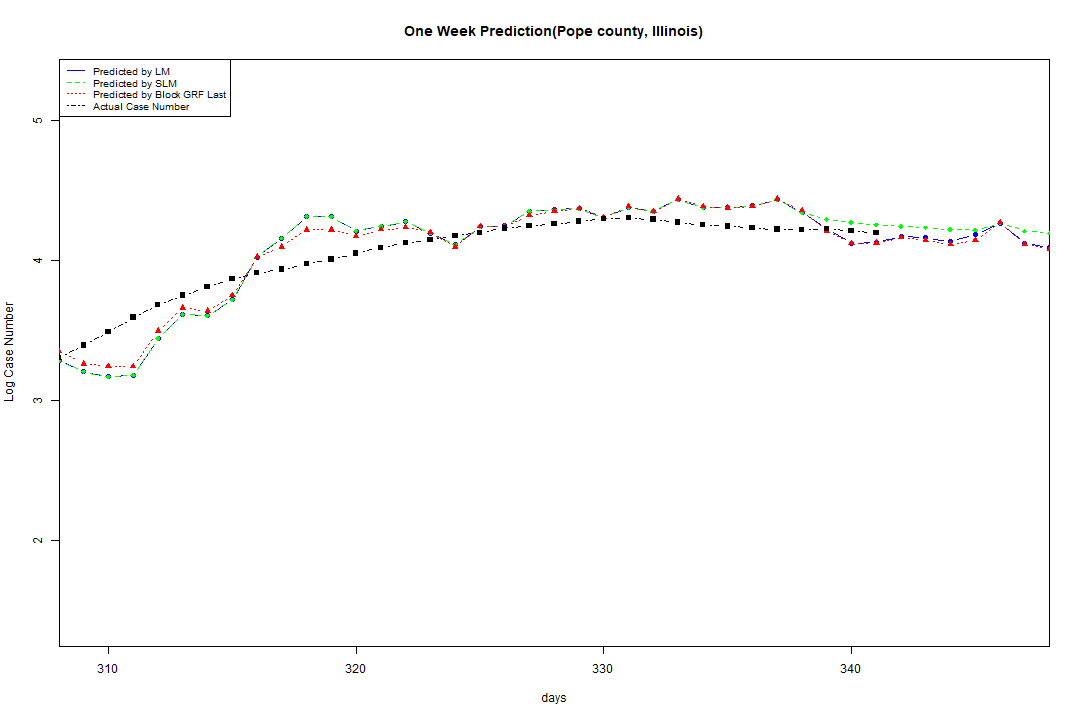 One Week Prediction(Pope county, Illinois)
Predicted by LM
Predicted by SLM
Predicted by Block GRF Last
Actual Case Number
5
4
3
2
Log Case Number
310 320 330 340
days